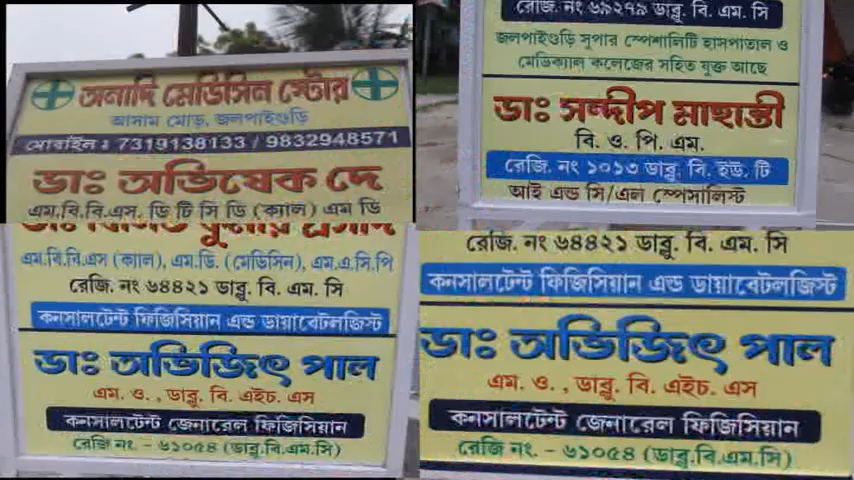 অনাদি মেডিসিন স্টোর
আসাম মোড়, জলপাইগুড়ি
মোবাইল : 7319138133 / 9832948571
ডাঃ অভিষেক দে
এম.বি.বি.এস. ডি টি সি ডি (ক্যাল) এম ডি
রেজি. নং ৬৯২৭৯ ডাব্লু. বি. এম. সি
জলপাইগুড়ি সুপার স্পেশালিটি হাসপাতাল ও
মেডিক্যাল কলেজের সহিত যুক্ত আছে
ডাঃ সন্দীপ মাহান্তী
বি. ও. পি. এম.
রেজি. নং ১০১৩ ডাব্লু. বি. ইউ. টি
আই এন্ড সি/এল স্পেসালিস্ট
কুমার প্রসাদ
এম.বি.বি.এস (ক্যাল), এম.ডি. (মেডিসিন), এম.এ.সি.পি
রেজি. নং ৬৪৪২১ ডাব্লু. বি. এম. সি
কনসালটেন্ট ফিজিসিয়ান এন্ড ডায়াবেটলজিস্ট
ডাঃ অভিজিৎ পাল
এম. ও. , ডাব্লু. বি. এইচ. এস
কনসালটেন্ট জেনারেল ফিজিসিয়ান
রেজি নং. - ৬১০৫৪ (ডাব্লু.বি.এম.সি)
রেজি. নং ৬৪৪২১ ডাব্লু. বি. এম. সি
কনসালটেন্ট ফিজিসিয়ান এন্ড ডায়াবেটলজিস্ট
ডাঃ অভিজিৎ পাল
এম. ও. , ডাব্লু. বি. এইচ. এস
কনসালটেন্ট জেনারেল ফিজিসিয়ান
রেজি নং. - ৬১০৫৪ (ডাব্লু.বি.এম.সি)